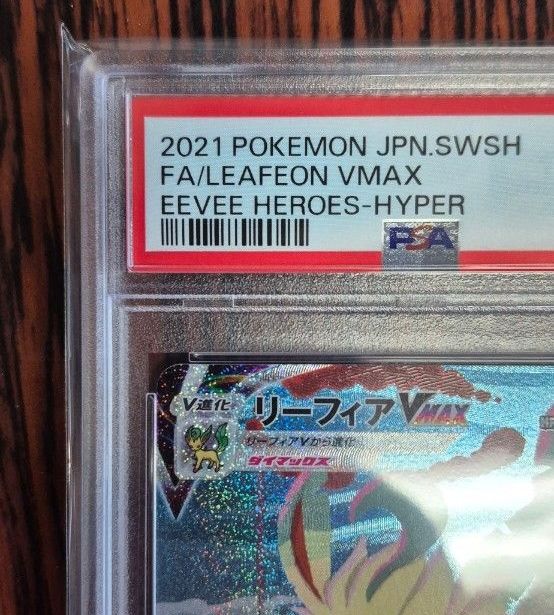 2021 POKEMON JPN.SWSH
FA/LEAFEON VMAX
EEVEE HEROES-HYPER
PSA
V進化
リーフィアVMAX
リーフィアVから進化
ダイマックス